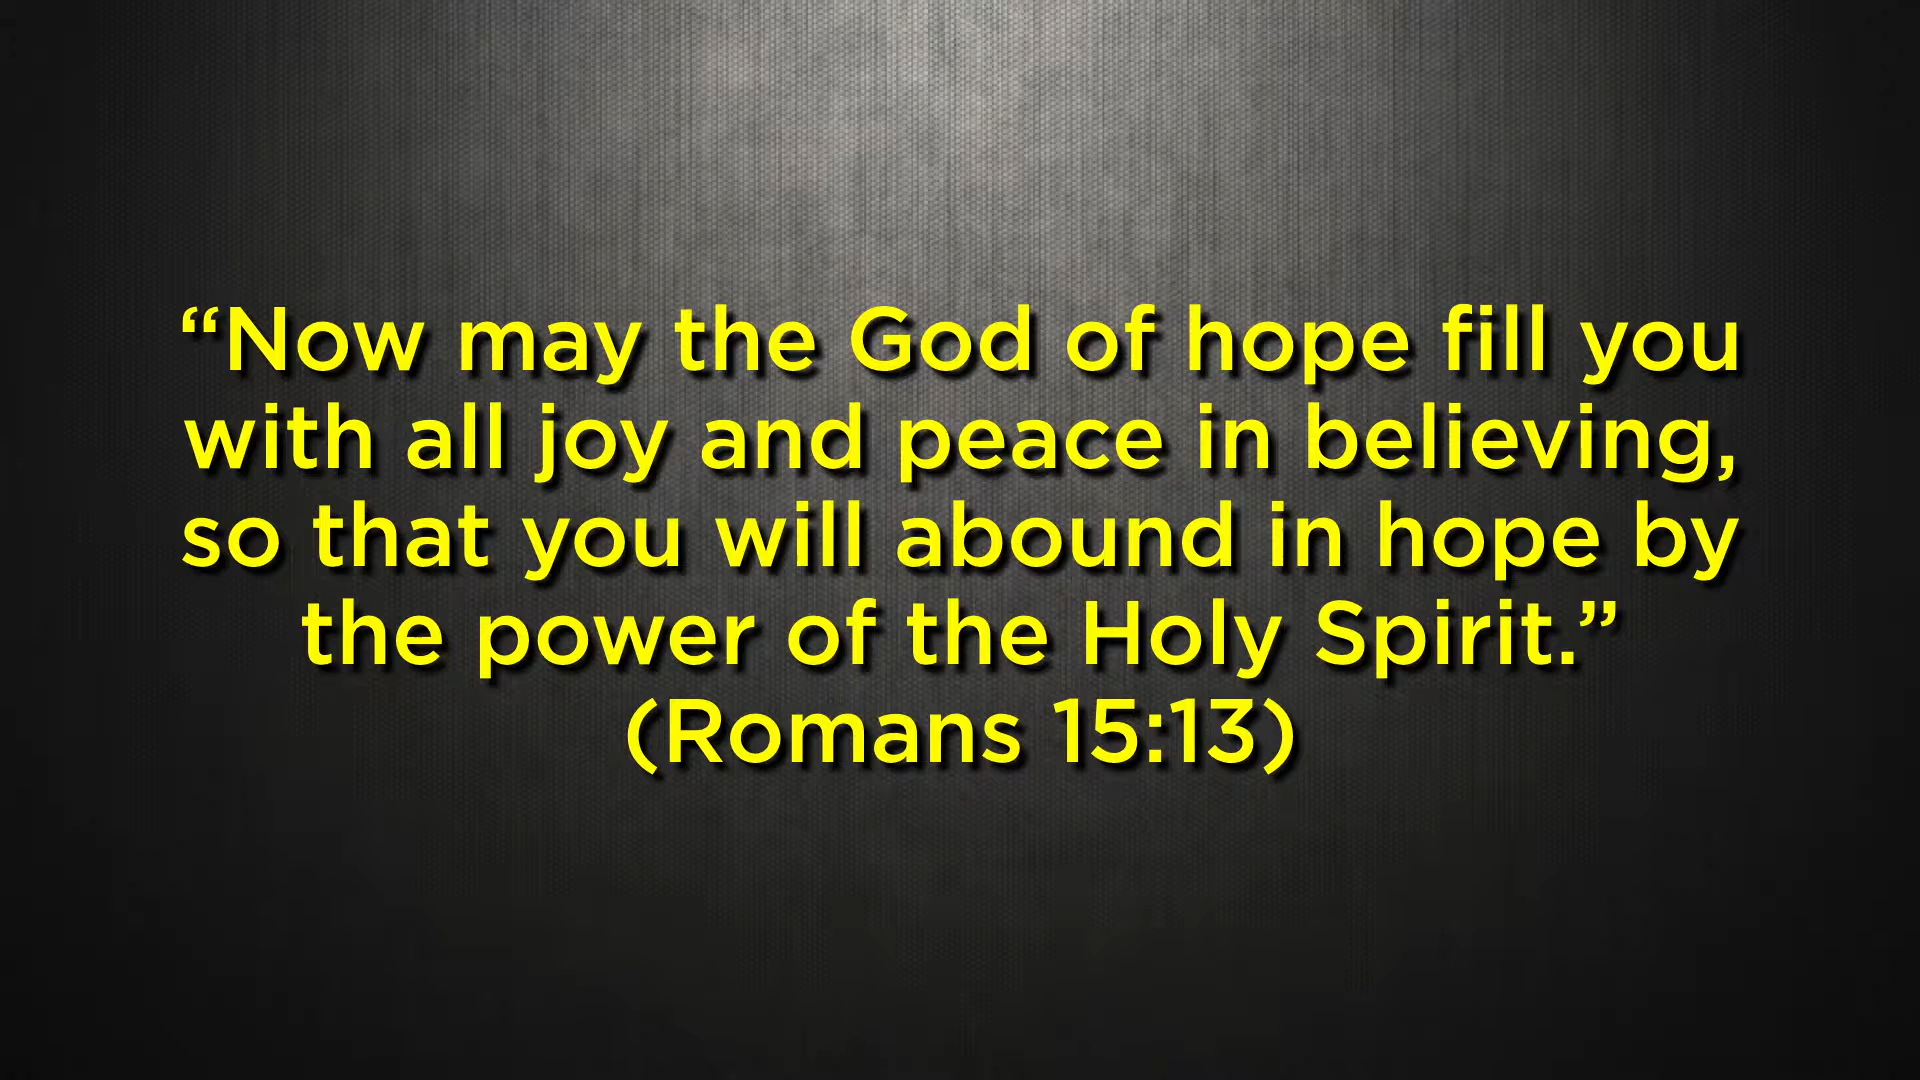 “Now may the God of hope fill you
with all joy and peace in believing,
so that you will abound in hope by
the power of the Holy Spirit.”
(Romans 15:13)